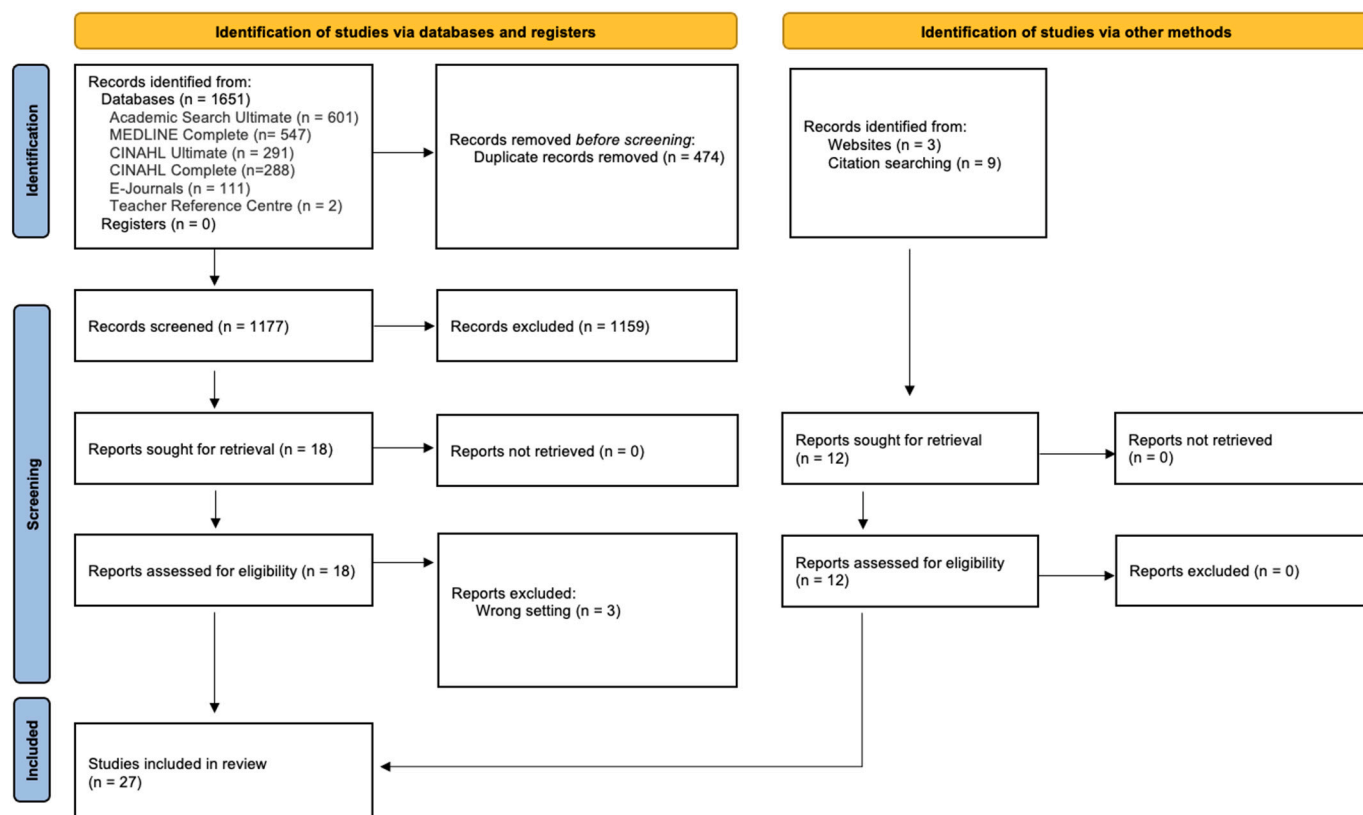 Identification of studies via databases and registers
Identification of studies via other methods
Identification
Records identified from:
Databases (n = 1651)
Academic Search Ultimate (n = 601)
MEDLINE Complete (n= 547)
CINAHL Ultimate (n = 291)
CINAHL Complete (n=288)
E-Journals (n = 111)
Teacher Reference Centre (n = 2)
Registers (n = 0)
Records removed before screening:
Duplicate records removed (n = 474)
Records identified from:
Websites (n = 3)
Citation searching (n = 9)
Screening
Records screened (n = 1177)
Records excluded (n = 1159)
Reports sought for retrieval (n = 18)
Reports not retrieved (n = 0)
Reports sought for retrieval
(n = 12)
Reports not retrieved
(n = 0)
Reports assessed for eligibility (n = 18)
Reports excluded:
Wrong setting (n = 3)
Reports assessed for eligibility
(n = 12)
Reports excluded (n = 0)
Included
Studies included in review
(n = 27)